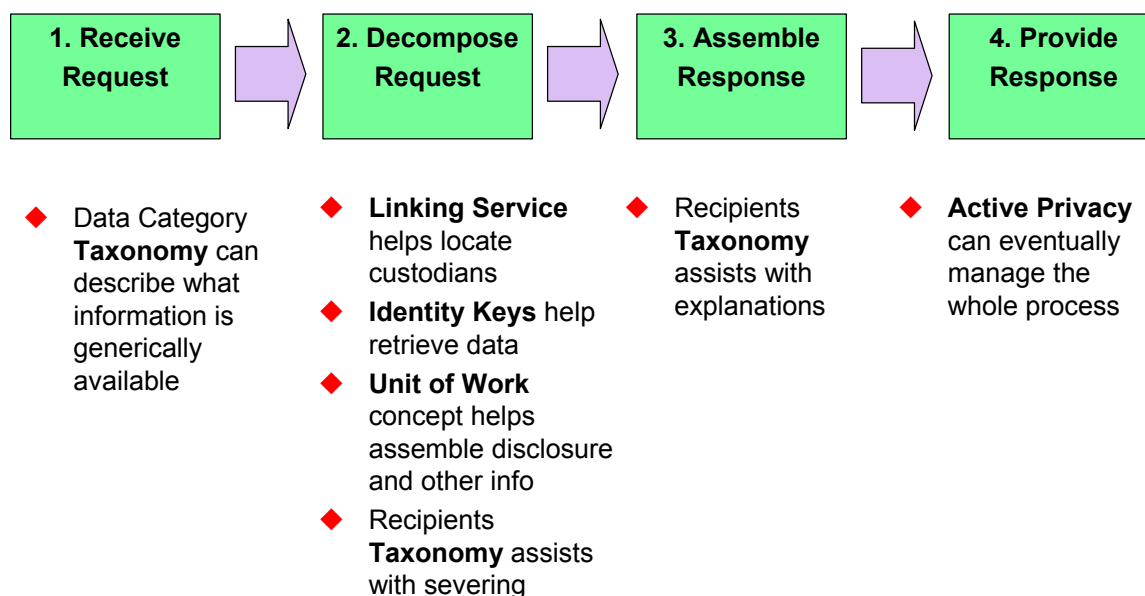 1. Receive
Request
2. Decompose
Request
3. Assemble
Response
4. Provide
Response
Data Category
Taxonomy can
describe what
information is
generically
available
Linking Service
helps locate
custodians
Identity Keys help
retrieve data
Unit of Work
concept helps
assemble disclosure
and other info
Recipients
Taxonomy assists
with severing
Recipients
Taxonomy
assists with
explanations
Active Privacy
can eventually
manage the
whole process